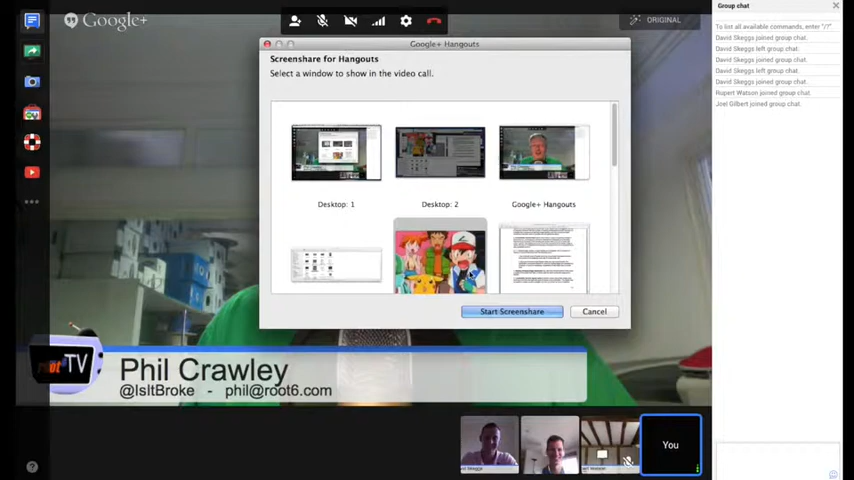 Google+
ORIGINAL
Group chat
To list all available commands, enter "/?"
David Skeggs joined group chat.
David Skeggs left group chat.
David Skeggs joined group chat.
David Skeggs left group chat.
David Skeggs joined group chat.
Rupert Watson joined group chat.
Joel Gilbert joined group chat.
Google+ Hangouts
Screenshare for Hangouts
Select a window to show in the video call.
Desktop: 1
Desktop: 2
Google+ Hangouts
Start Screenshare
Cancel
root6
TV
Phil Crawley
@IsItBroke - phil@root6.com
You